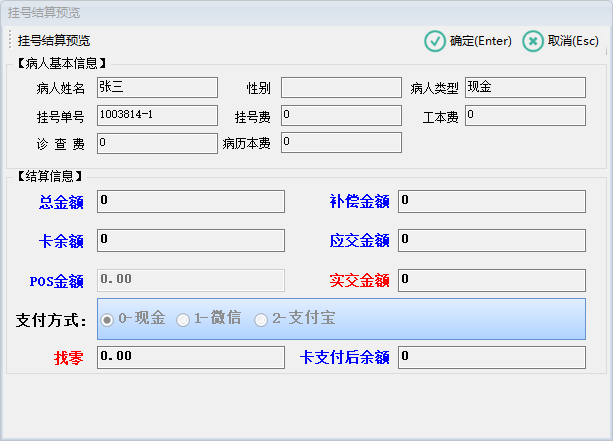 挂号结算预览
挂号结算预览 确定(Enter) 取消(Esc)
【病人基本信息】
病人姓名 张三 性别 病人类型 现金
挂号单号 1003814-1 挂号费 0 工本费 0
诊 查 费 0 病历本费 0
【结算信息】
总金额 0 补偿金额 0
卡余额 0 应交金额 0
POS金额 0.00 实交金额 0
支付方式: 0-现金 1-微信 2-支付宝
找零 0.00 卡支付后余额 0